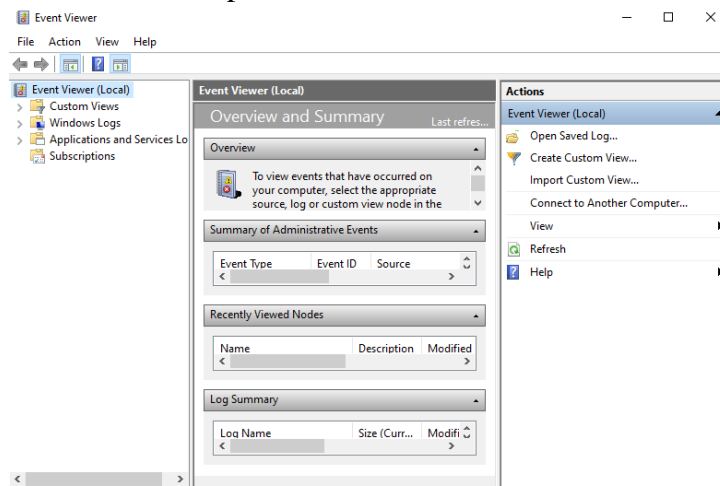 Event Viewer
File Action View Help
Event Viewer (Local)
Custom Views
Windows Logs
Applications and Services Lo
Subscriptions
Event Viewer (Local)
Overview and Summary Last refres...
Overview
To view events that have occurred on
your computer, select the appropriate
source, log or custom view node in the
Summary of Administrative Events
Event Type Event ID Source
Recently Viewed Nodes
Name Description Modified
Log Summary
Log Name Size (Curr... Modifi
Actions
Event Viewer (Local)
Open Saved Log...
Create Custom View...
Import Custom View...
Connect to Another Computer...
View
Refresh
Help